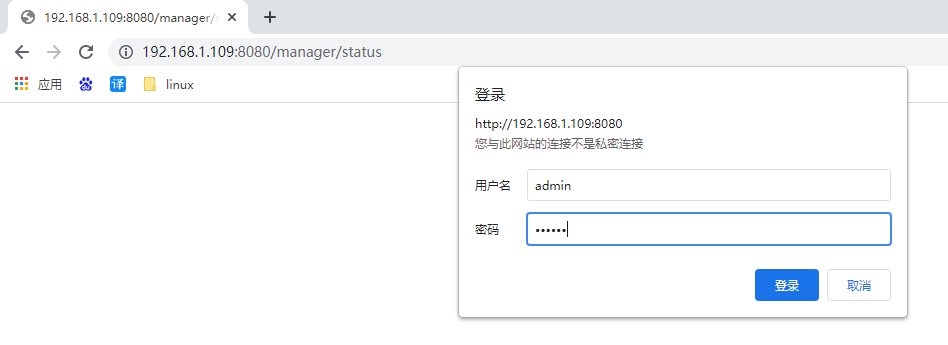 192.168.1.109:8080/manager/s
192.168.1.109:8080/manager/status
应用
du
译
linux
登录
http://192.168.1.109:8080
您与此网站的连接不是私密连接
用户名
admin
密码
••••••
登录
取消